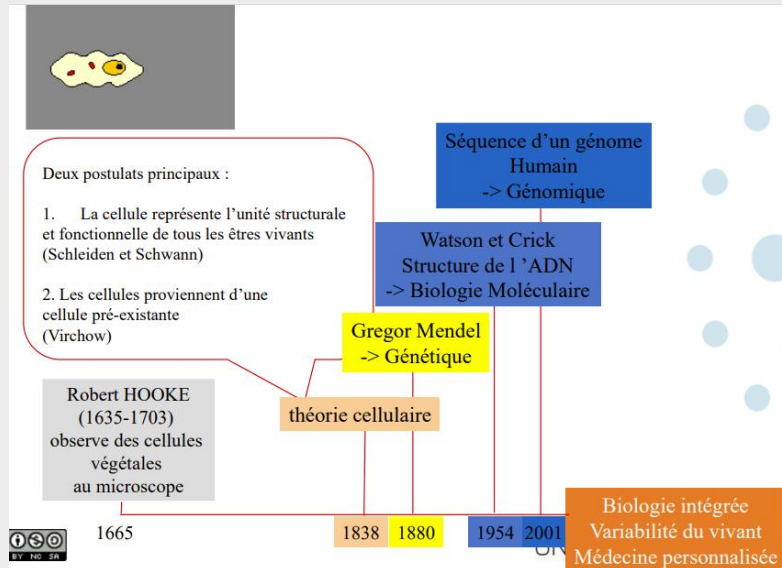 Deux postulats principaux :
1. La cellule représente l'unité structurale
et fonctionnelle de tous les êtres vivants
(Schleiden et Schwann)
2. Les cellules proviennent d'une
cellule pré-existante
(Virchow)
Séquence d'un génome
Humain
-> Génomique
Watson et Crick
Structure de l 'ADN
-> Biologie Moléculaire
Gregor Mendel
-> Génétique
théorie cellulaire
Robert HOOKE
(1635-1703)
observe des cellules
végétales
au microscope
1665
1838
1880
1954
2001
Biologie intégrée
Variabilité du vivant
Médecine personnalisée
BY NC SA